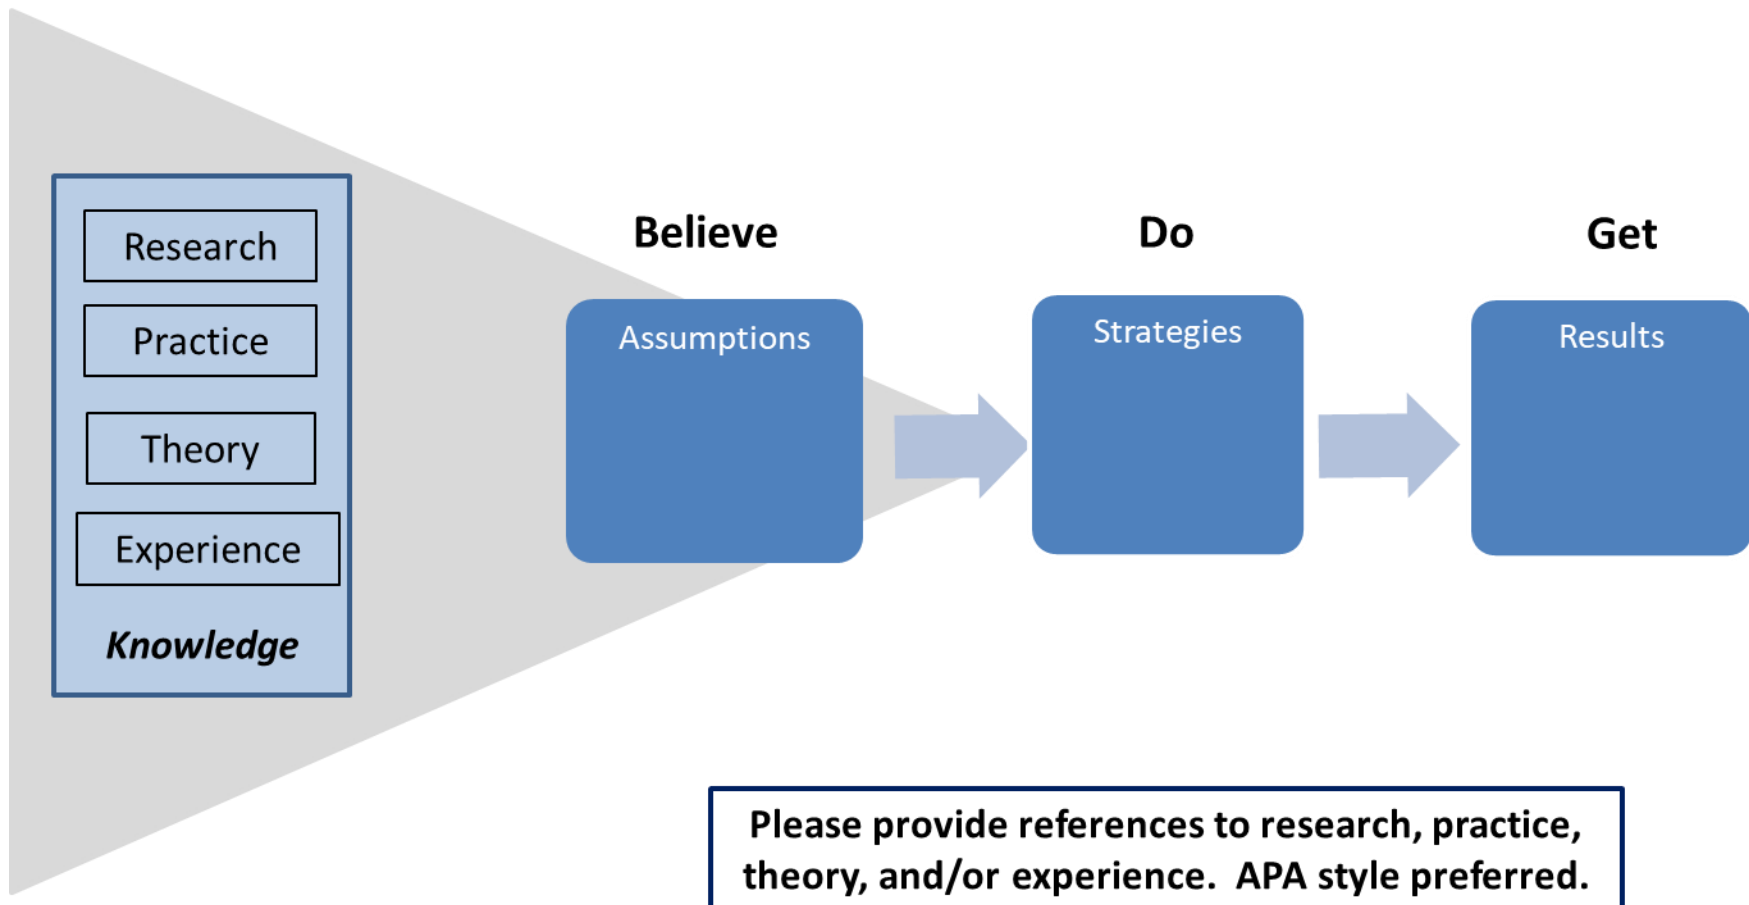 Research
Practice
Theory
Experience
Knowledge
Believe
Assumptions
Do
Strategies
Get
Results
Please provide references to research, practice,
theory, and/or experience.  APA style preferred.